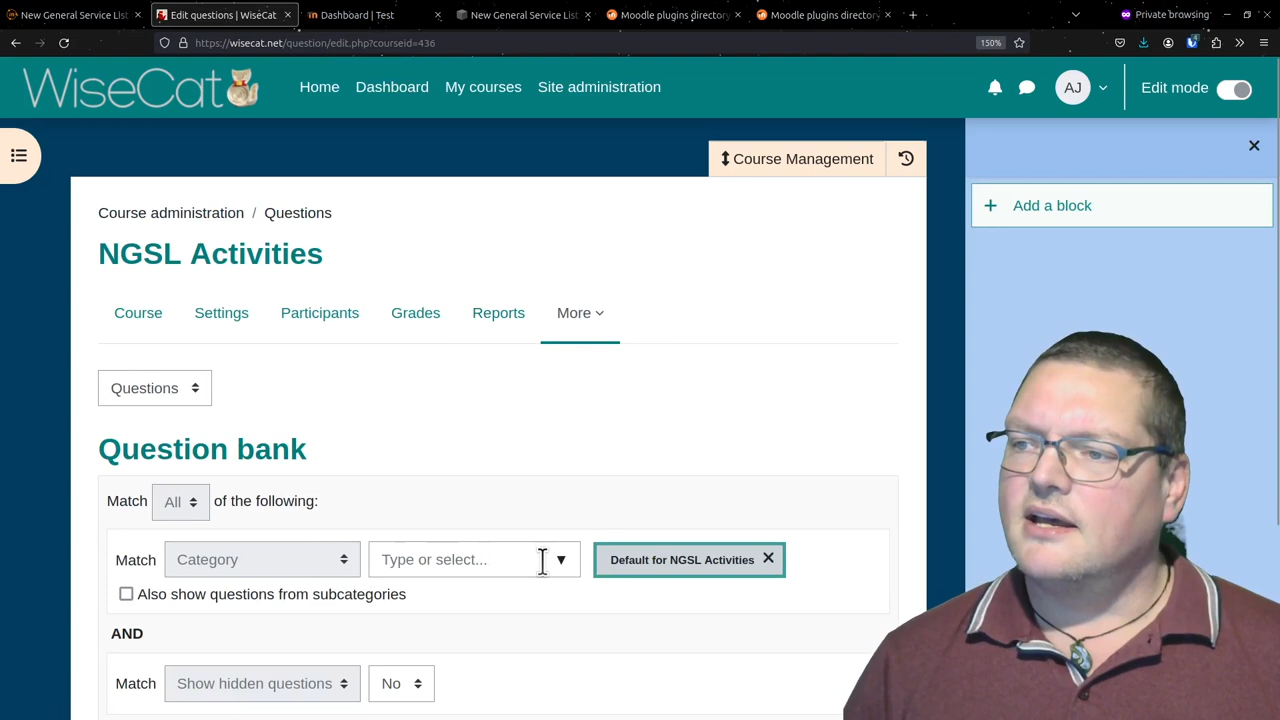 New General Service List
Edit questions | WiseCat
Dashboard | Test
New General Service List
Moodle plugins directory
Moodle plugins directory
Private browsing
https://wisecat.net/question/edit.php?courseid=436
150%
WiseCat
Home
Dashboard
My courses
Site administration
AJ
Edit mode
Course Management
Add a block
Course administration / Questions
NGSL Activities
Course
Settings
Participants
Grades
Reports
More
Questions
Question bank
Match All of the following:
Match Category Type or select... Default for NGSL Activities
Also show questions from subcategories
AND
Match Show hidden questions No